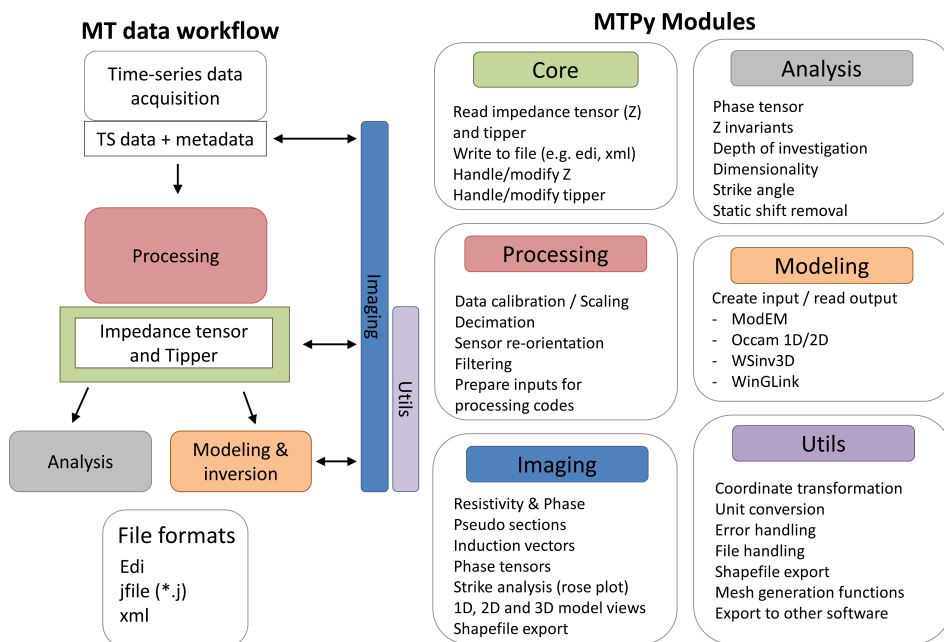 MT data workflow
Time-series data
acquisition
TS data + metadata
Processing
Impedance tensor
and Tipper
Analysis
Modeling &
inversion
Imaging
Utils
File formats
Edi
jfile (*.j)
xml
MTPy Modules
Core
Read impedance tensor (Z)
and tipper
Write to file (e.g. edi, xml)
Handle/modify Z
Handle/modify tipper
Analysis
Phase tensor
Z invariants
Depth of investigation
Dimensionality
Strike angle
Static shift removal
Processing
Data calibration / Scaling
Decimation
Sensor re-orientation
Filtering
Prepare inputs for
processing codes
Modeling
Create input / read output
- ModEM
- Occam 1D/2D
- WSinv3D
- WinGLink
Imaging
Resistivity & Phase
Pseudo sections
Induction vectors
Phase tensors
Strike analysis (rose plot)
1D, 2D and 3D model views
Shapefile export
Utils
Coordinate transformation
Unit conversion
Error handling
File handling
Shapefile export
Mesh generation functions
Export to other software